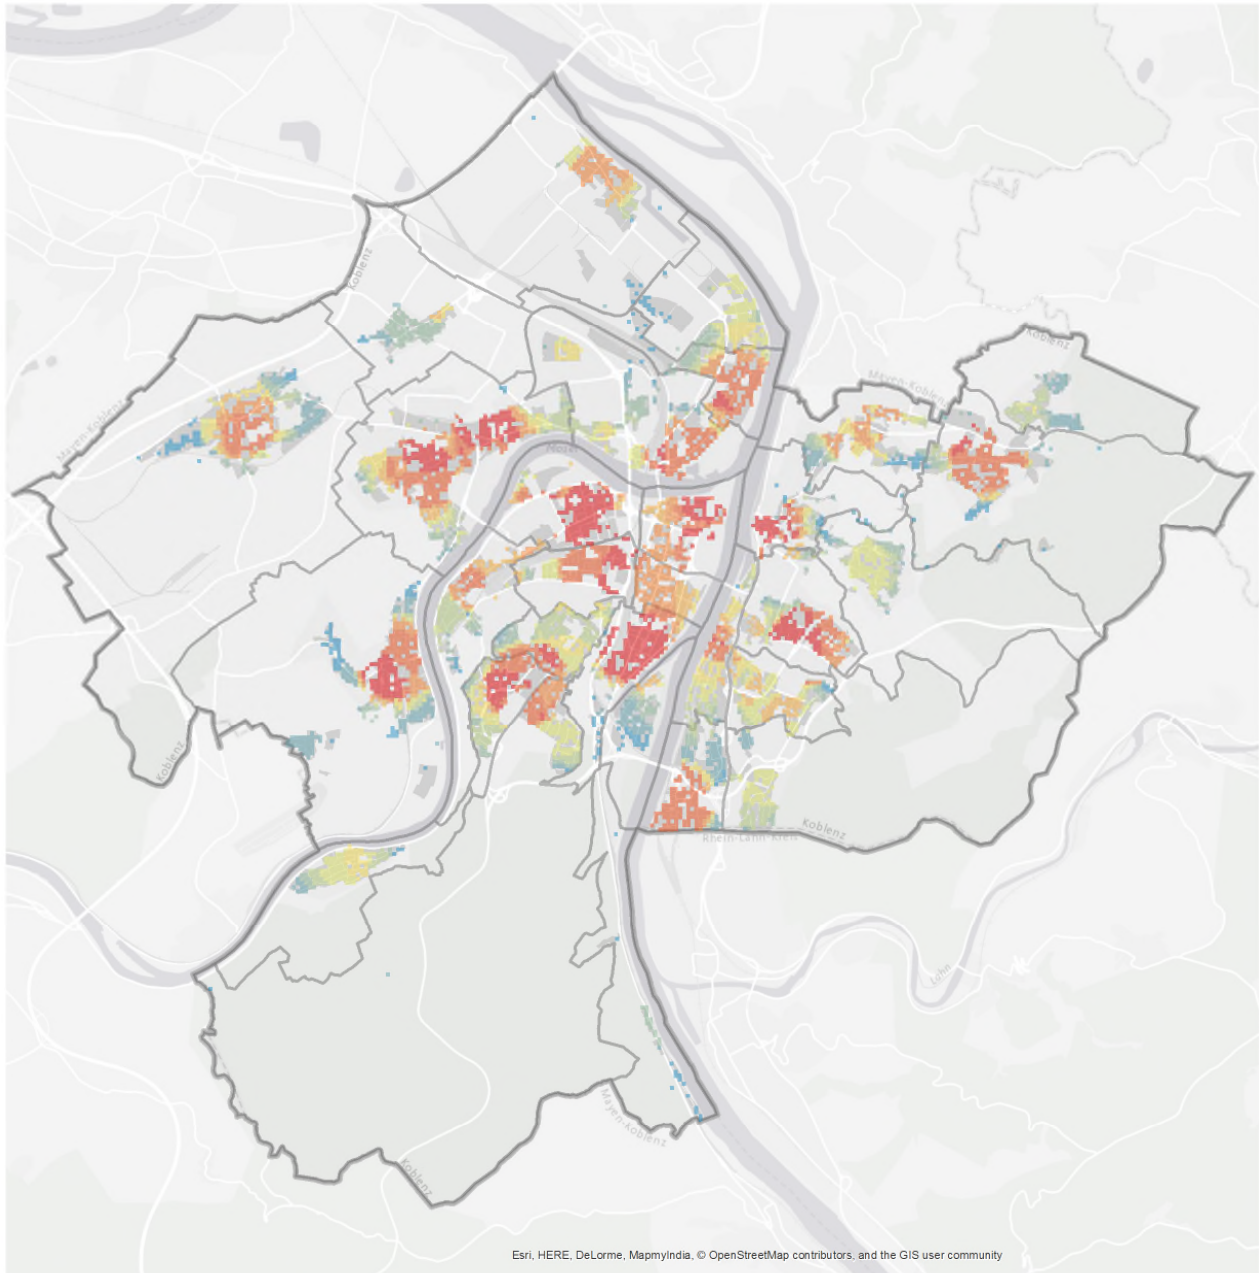 Koblenz
Koblenz
Mayen-Koblenz
Mayen-Koblenz
Mosel
Koblenz
Koblenz
Rhein-Lahn-Kreis
Lahn
Mayen-Koblenz
Koblenz
Esri, HERE, DeLorme, MapmyIndia, © OpenStreetMap contributors, and the GIS user community